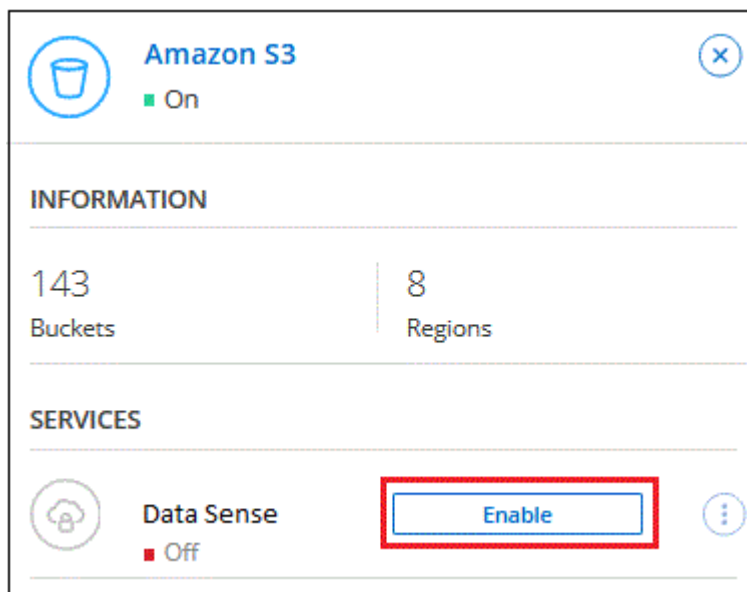 Amazon S3
On
INFORMATION
143
Buckets
8
Regions
SERVICES
Data Sense
Off
Enable